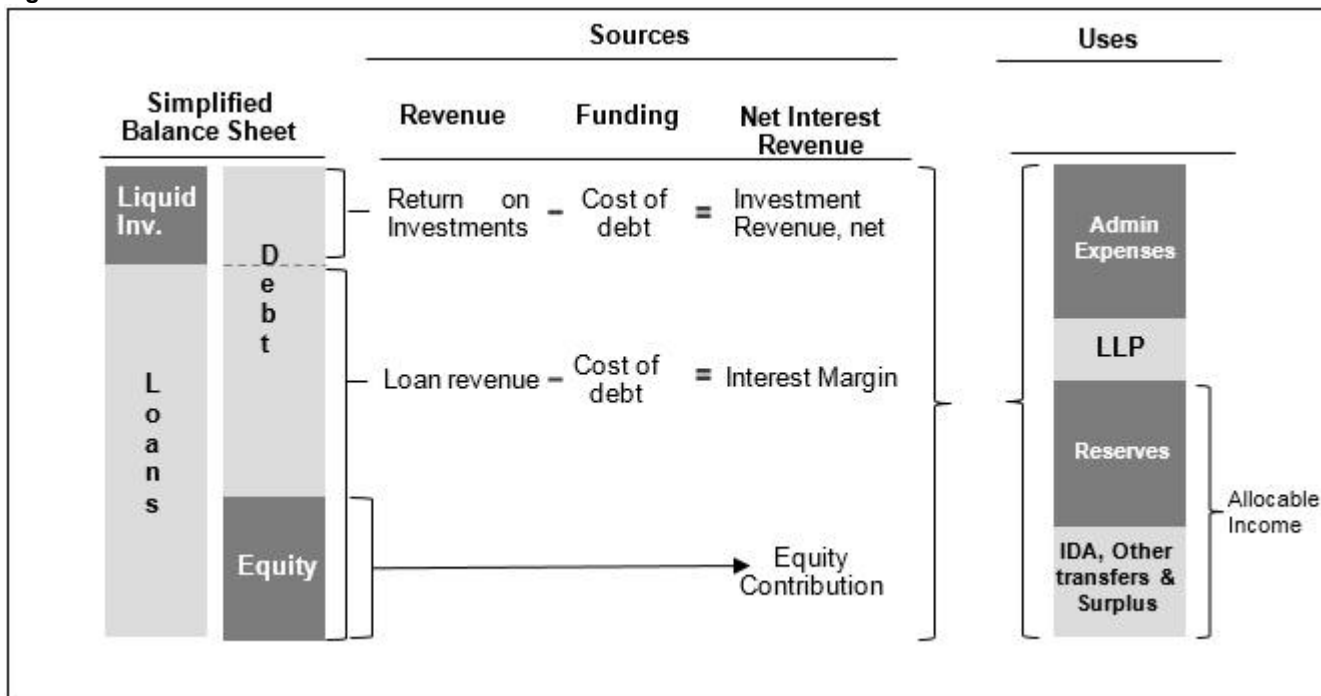 Sources
Uses
Simplified
Balance Sheet
Revenue
Funding
Net Interest
Revenue
Liquid
Inv.
Debt
Loans
Equity
Return on
Investments
–
Cost of
debt
=
Investment
Revenue, net
Loan revenue
–
Cost of
debt
=
Interest Margin
Equity
Contribution
Admin
Expenses
LLP
Reserves
IDA, Other
transfers &
Surplus
Allocable
Income